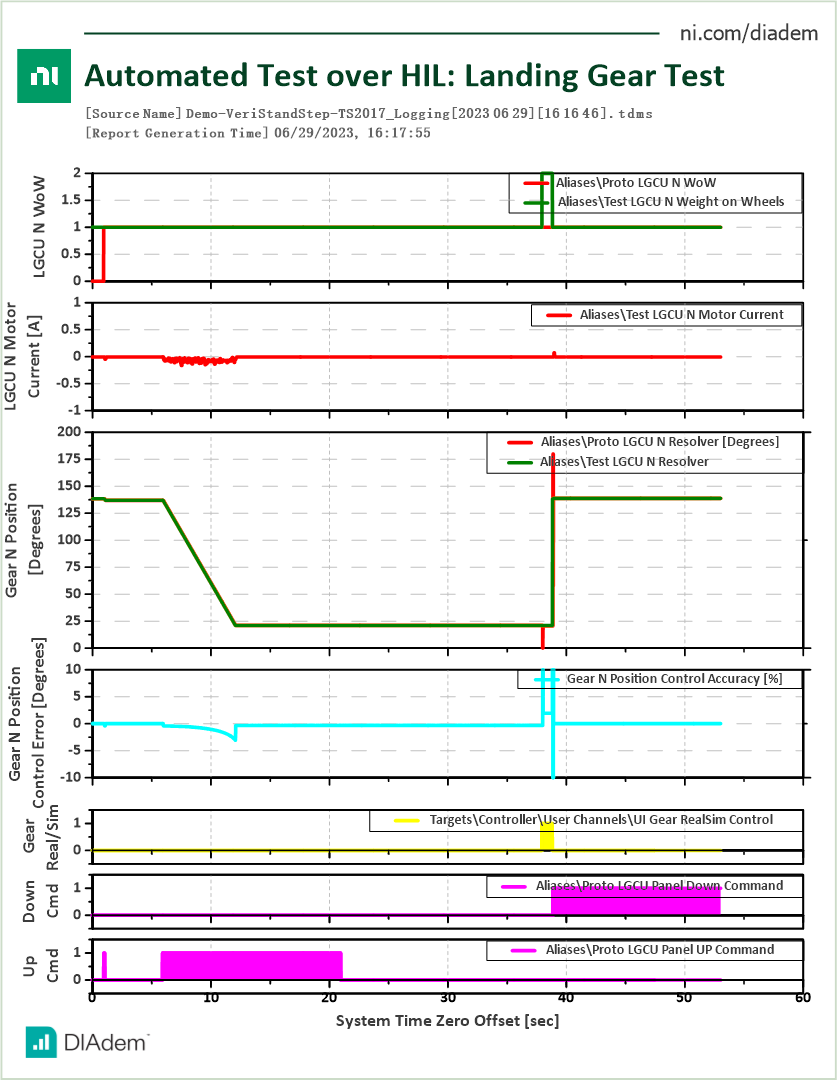 ni.com/diadem
ni
Automated Test over HIL: Landing Gear Test
[Source Name] Demo-VeriStandStep-TS2017_Logging[2023 06 29][16 16 46].tdms
[Report Generation Time] 06/29/2023, 16:17:55
LGCU N WoW
2
1.5
1
0.5
0
Aliases\Proto LGCU N WoW
Aliases\Test LGCU N Weight on Wheels
LGCU N Motor
Current [A]
1
0.5
0
-0.5
-1
Aliases\Test LGCU N Motor Current
Gear N Position
[Degrees]
200
175
150
125
100
75
50
25
0
Aliases\Proto LGCU N Resolver [Degrees]
Aliases\Test LGCU N Resolver
Gear N Position
Control Error [Degrees]
10
5
0
-5
-10
Gear N Position Control Accuracy [%]
Gear
Real/Sim
1
0
Targets\Controller\User Channels\UI Gear RealSim Control
Down
Cmd
1
0
Aliases\Proto LGCU Panel Down Command
Up
Cmd
1
0
Aliases\Proto LGCU Panel UP Command
0 10 20 30 40 50 60
System Time Zero Offset [sec]
DIAdem™